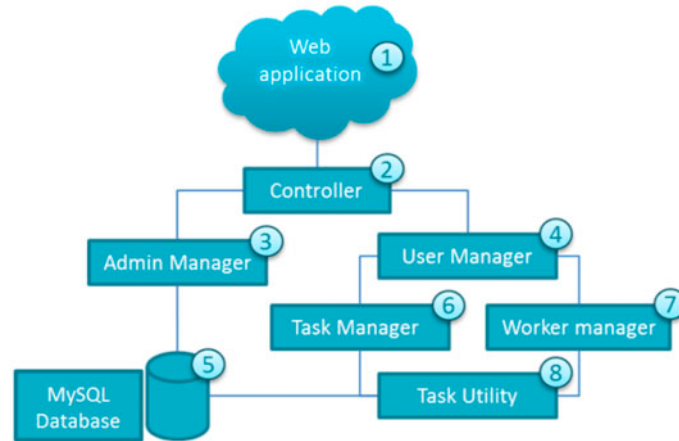 Web
application
1
2
Controller
3
Admin Manager
4
User Manager
6
Task Manager
7
Worker manager
5
MySQL
Database
8
Task Utility